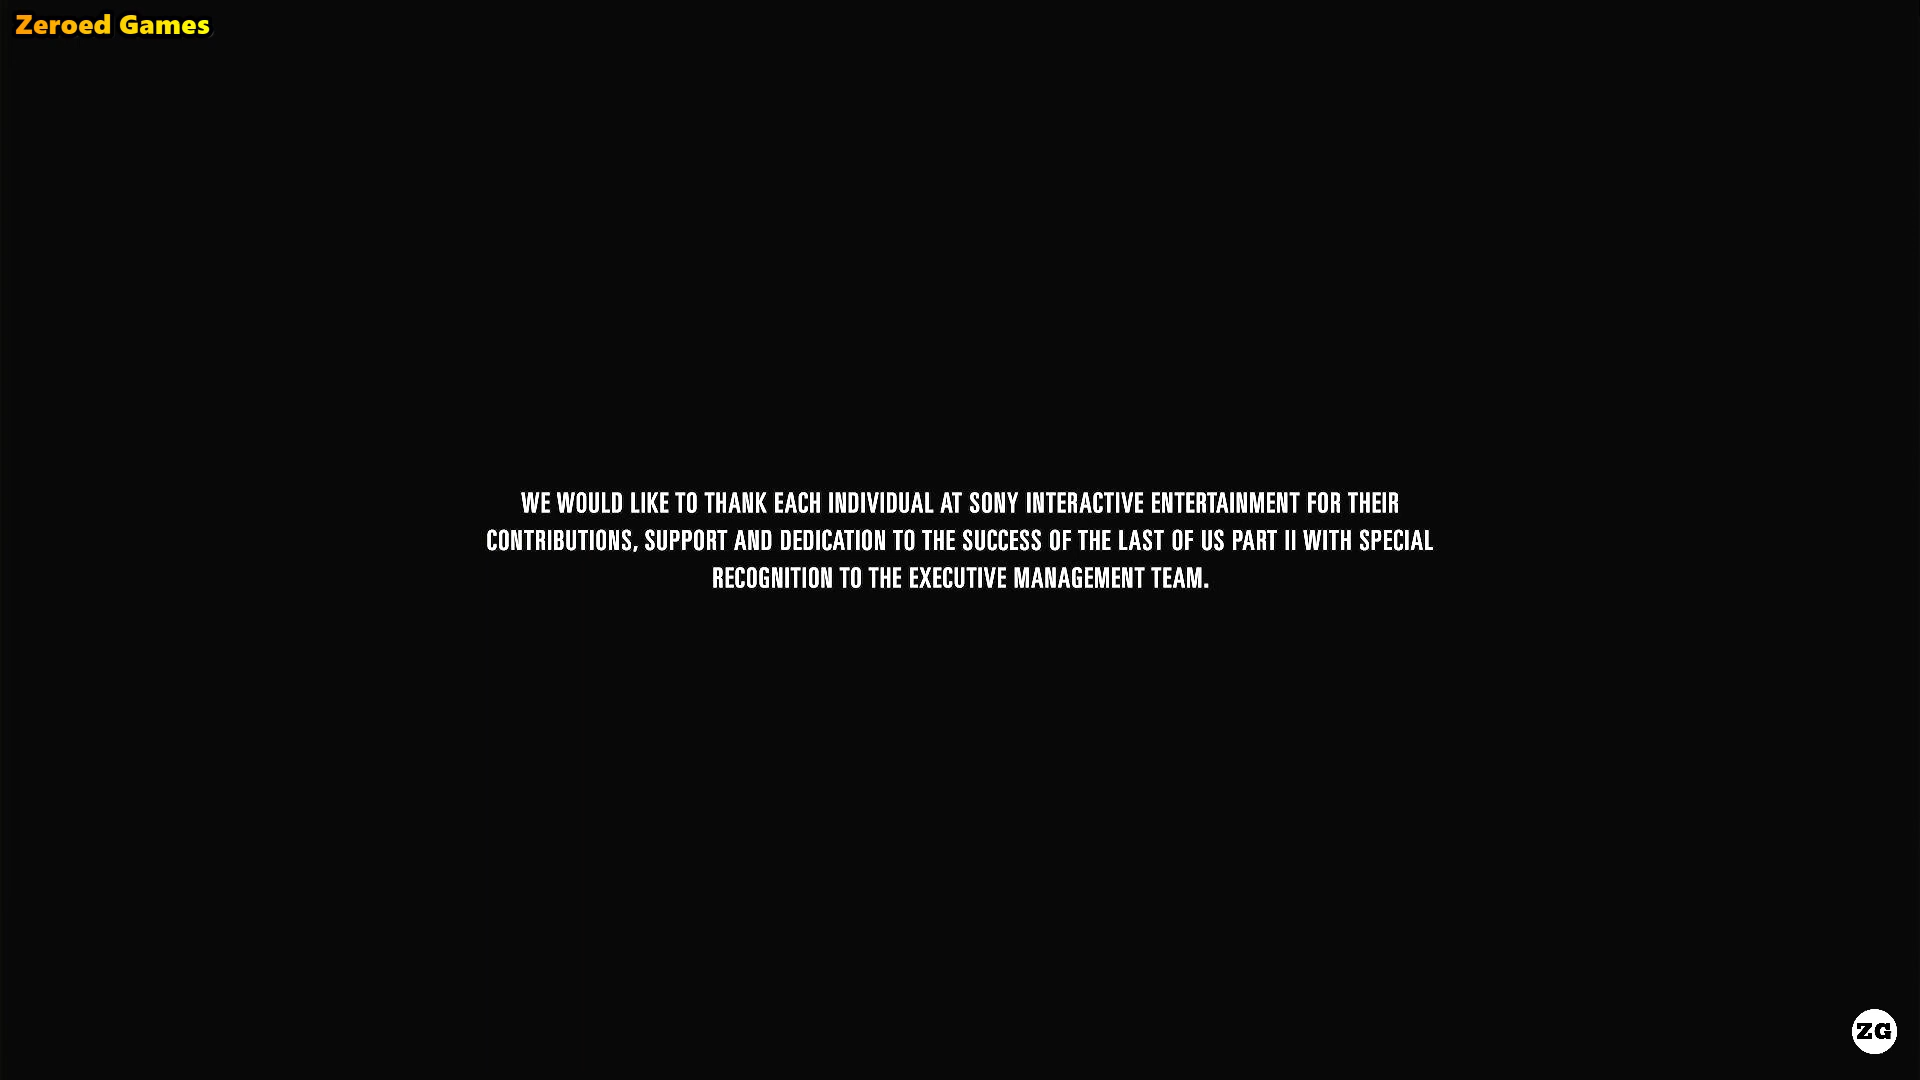 Zeroed Games
WE WOULD LIKE TO THANK EACH INDIVIDUAL AT SONY INTERACTIVE ENTERTAINMENT FOR THEIR
CONTRIBUTIONS, SUPPORT AND DEDICATION TO THE SUCCESS OF THE LAST OF US PART II WITH SPECIAL
RECOGNITION TO THE EXECUTIVE MANAGEMENT TEAM.
ZG